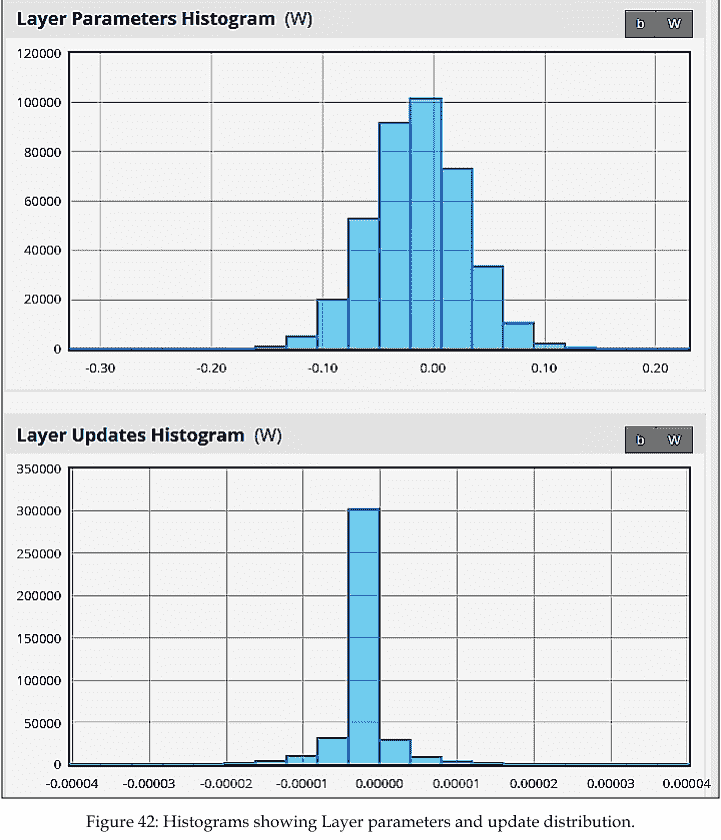 Layer Parameters Histogram (W)
b W
120000
100000
80000
60000
40000
20000
0
-0.30 -0.20 -0.10 0.00 0.10 0.20
Layer Updates Histogram (W)
b W
350000
300000
250000
200000
150000
100000
50000
0
-0.00004 -0.00003 -0.00002 -0.00001 0.00000 0.00001 0.00002 0.00003 0.00004
Figure 42: Histograms showing Layer parameters and update distribution.